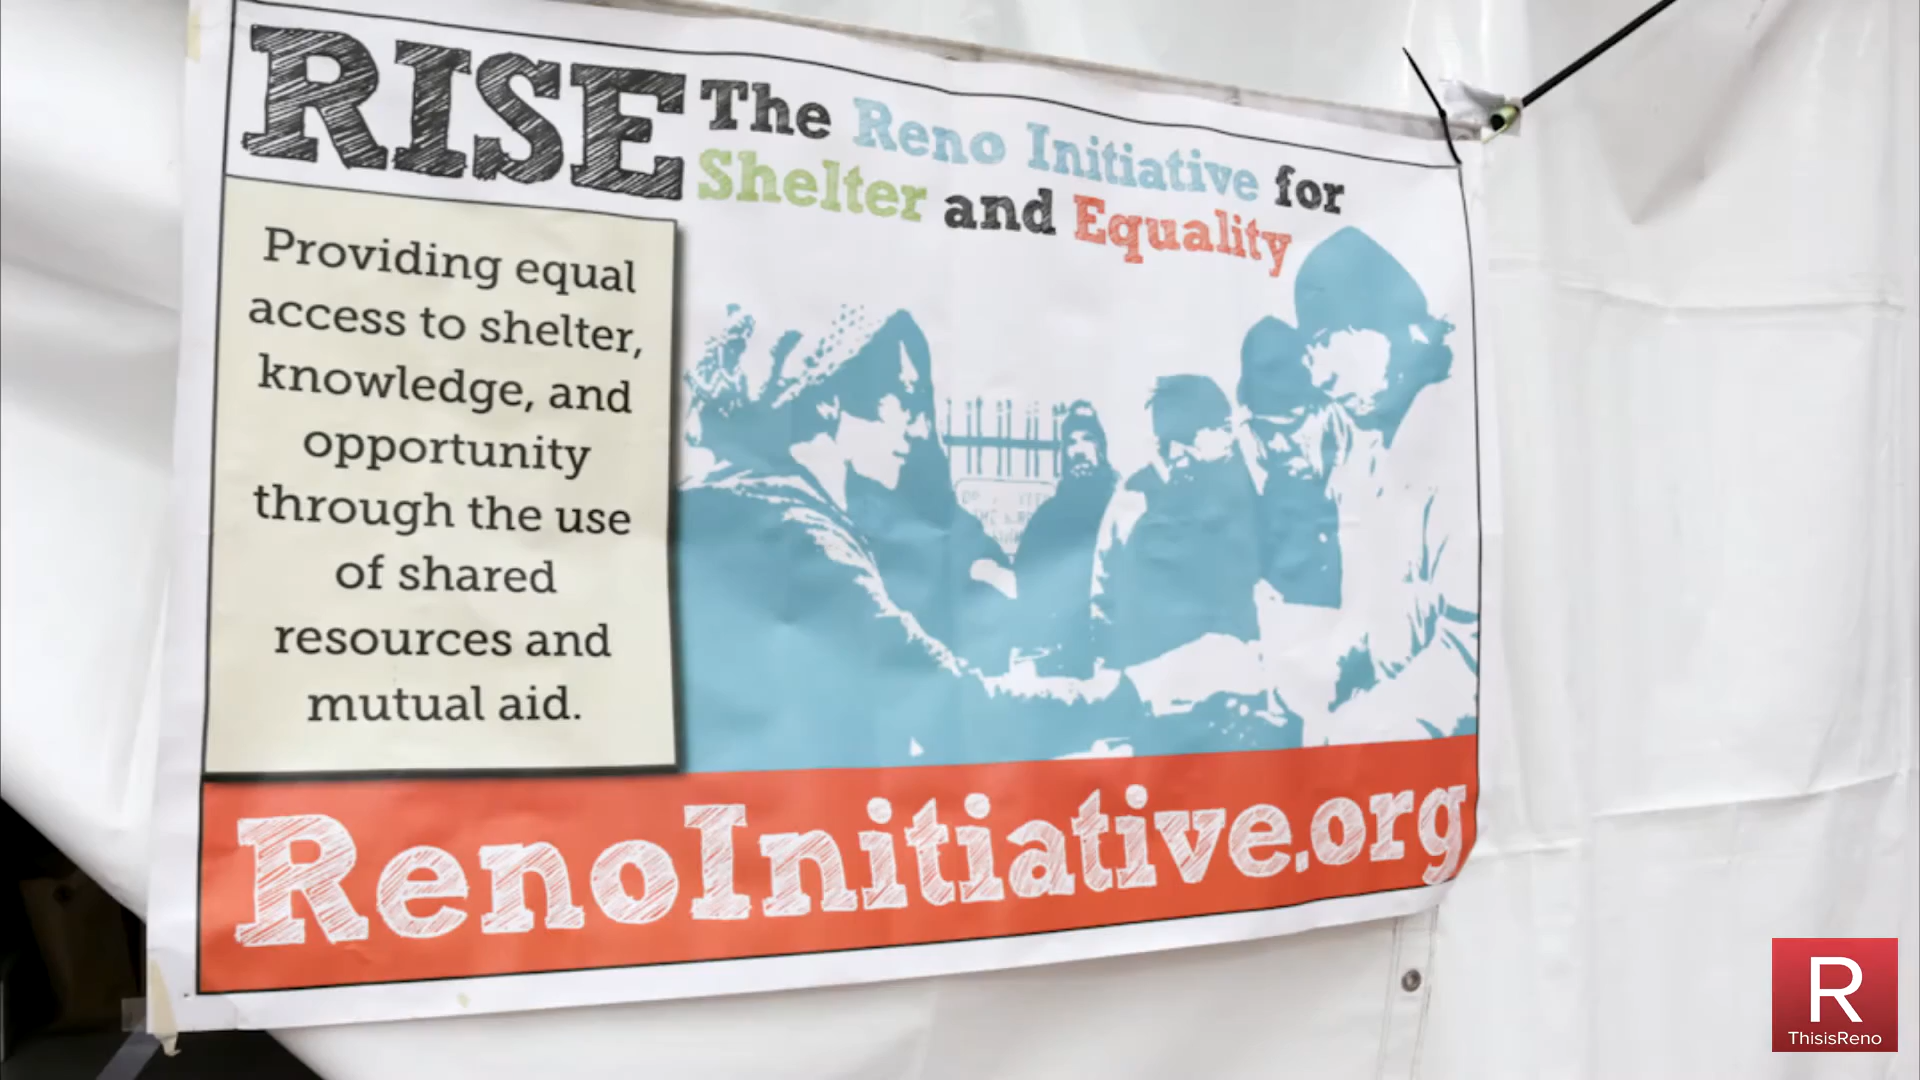 RISE
The Reno Initiative for
Shelter and Equality
Providing equal
access to shelter,
knowledge, and
opportunity
through the use
of shared
resources and
mutual aid.
RenoInitiative.org
R
ThisisReno